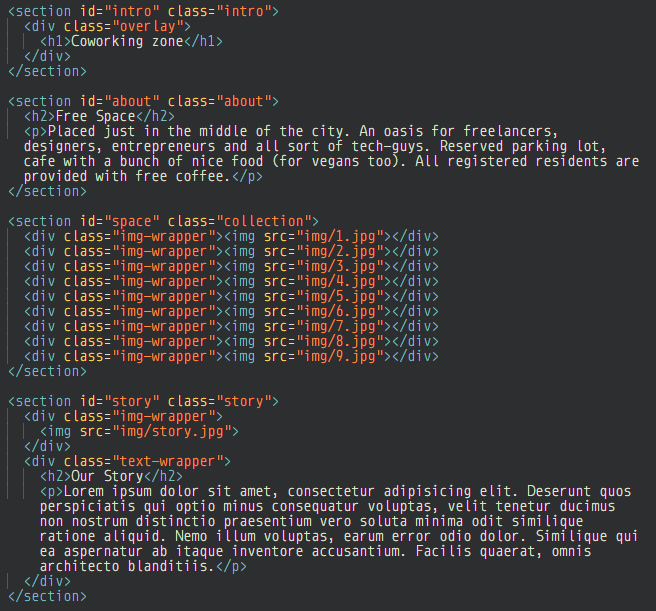 <section id="intro" class="intro">
<div class="overlay">
<h1>Coworking zone</h1>
</div>
</section>
<section id="about" class="about">
<h2>Free Space</h2>
<p>Placed just in the middle of the city. An oasis for freelancers,
designers, entrepreneurs and all sort of tech-guys. Reserved parking lot,
cafe with a bunch of nice food (for vegans too). All registered residents are
provided with free coffee.</p>
</section>
<section id="space" class="collection">
<div class="img-wrapper"><img src="img/1.jpg"></div>
<div class="img-wrapper"><img src="img/2.jpg"></div>
<div class="img-wrapper"><img src="img/3.jpg"></div>
<div class="img-wrapper"><img src="img/4.jpg"></div>
<div class="img-wrapper"><img src="img/5.jpg"></div>
<div class="img-wrapper"><img src="img/6.jpg"></div>
<div class="img-wrapper"><img src="img/7.jpg"></div>
<div class="img-wrapper"><img src="img/8.jpg"></div>
<div class="img-wrapper"><img src="img/9.jpg"></div>
</section>
<section id="story" class="story">
<div class="img-wrapper">
<img src="img/story.jpg">
</div>
<div class="text-wrapper">
<h2>Our Story</h2>
<p>Lorem ipsum dolor sit amet, consectetur adipisicing elit. Deserunt quos
perspiciatis qui optio minus consequatur voluptas, velit tenetur ducimus
non nostrum distinctio praesentium vero soluta minima odit similique
ratione aliquid. Nemo illum voluptas, earum error odio dolor. Similique qui
ea aspernatur ab itaque inventore accusantium. Facilis quaerat, omnis
architecto blanditiis.</p>
</div>
</section>